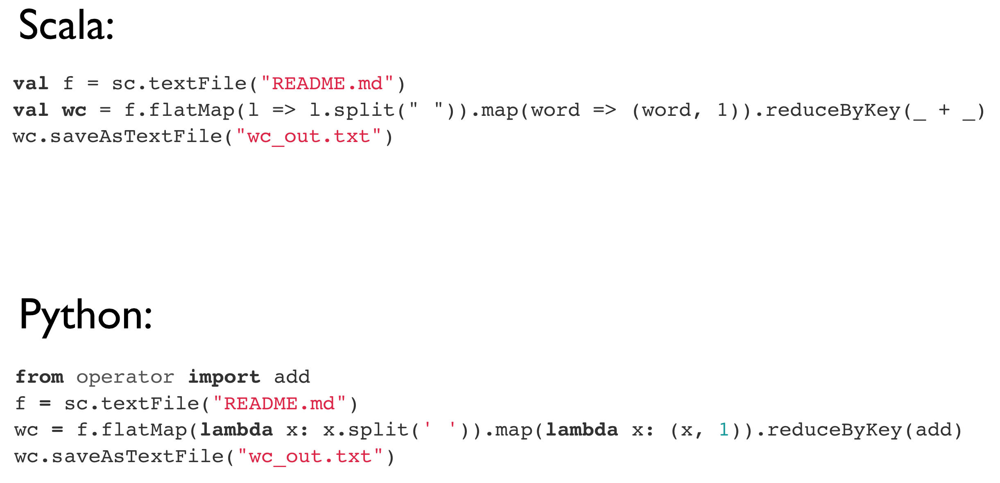 Scala:
val f = sc.textFile("README.md")
val wc = f.flatMap(l => l.split(" ")).map(word => (word, 1)).reduceByKey(_ + _)
wc.saveAsTextFile("wc_out.txt")
Python:
from operator import add
f = sc.textFile("README.md")
wc = f.flatMap(lambda x: x.split(' ')).map(lambda x: (x, 1)).reduceByKey(add)
wc.saveAsTextFile("wc_out.txt")